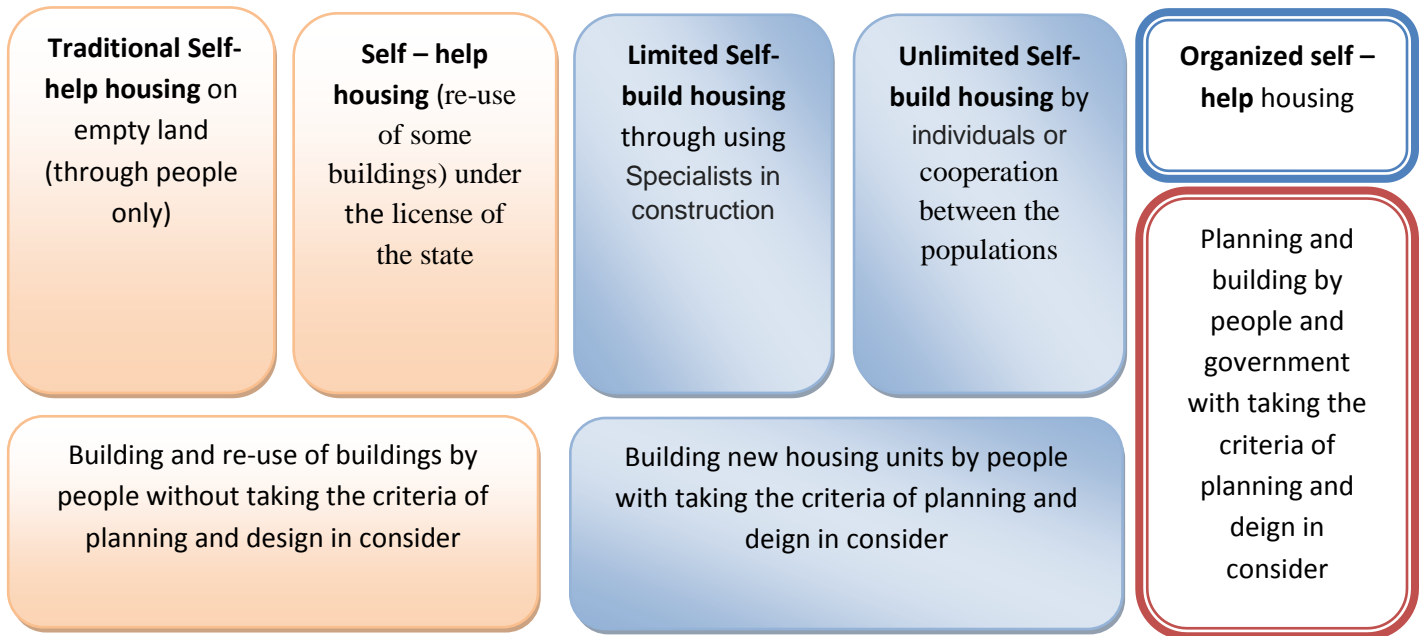 Traditional Self-
help housing on
empty land
(through people
only)
Self – help
housing (re-use
of some
buildings) under
the license of
the state
Limited Self-
build housing
through using
Specialists in
construction
Unlimited Self-
build housing by
individuals or
cooperation
between the
populations
Organized self –
help housing
Building and re-use of buildings by
people without taking the criteria of
planning and design in consider
Building new housing units by people
with taking the criteria of planning and
deign in consider
Planning and
building by
people and
government
with taking the
criteria of
planning and
deign in
consider